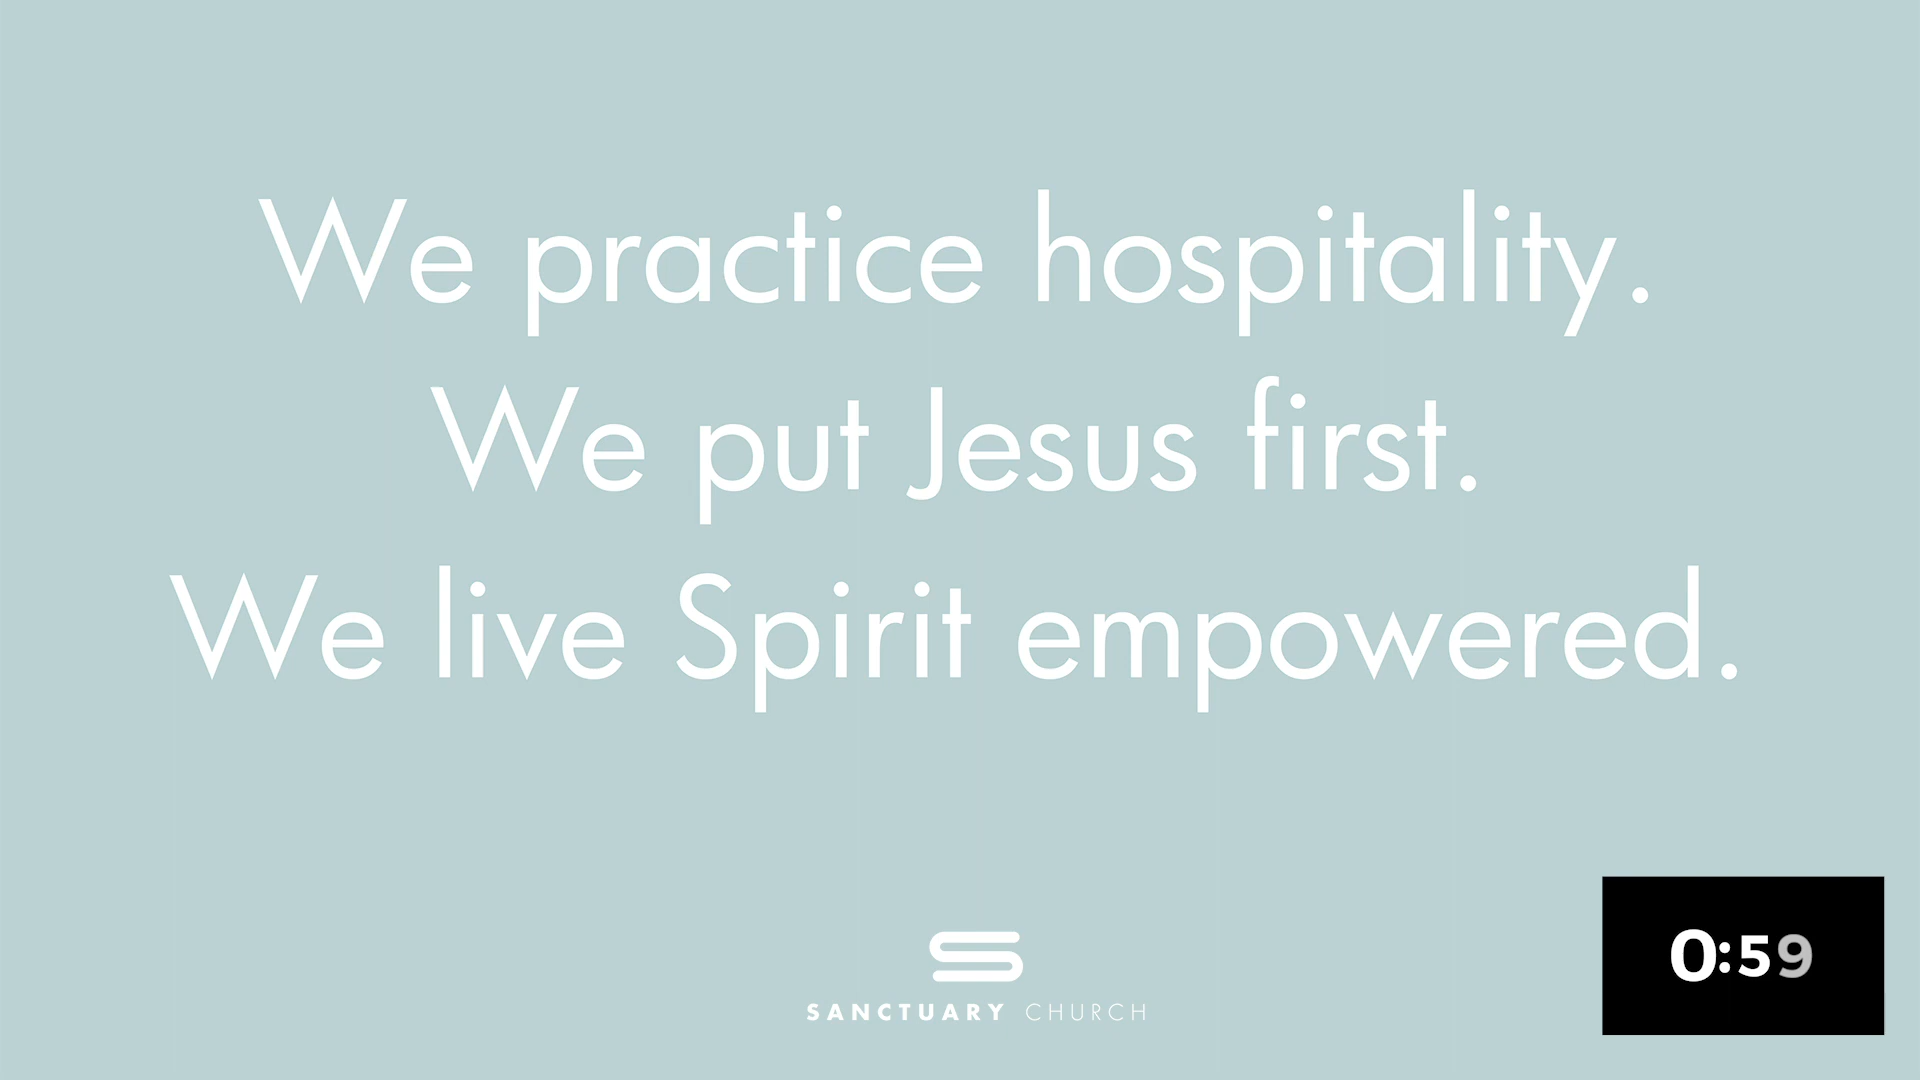 We practice hospitality.
We put Jesus first.
We live Spirit empowered.
SANCTUARY CHURCH
0:59